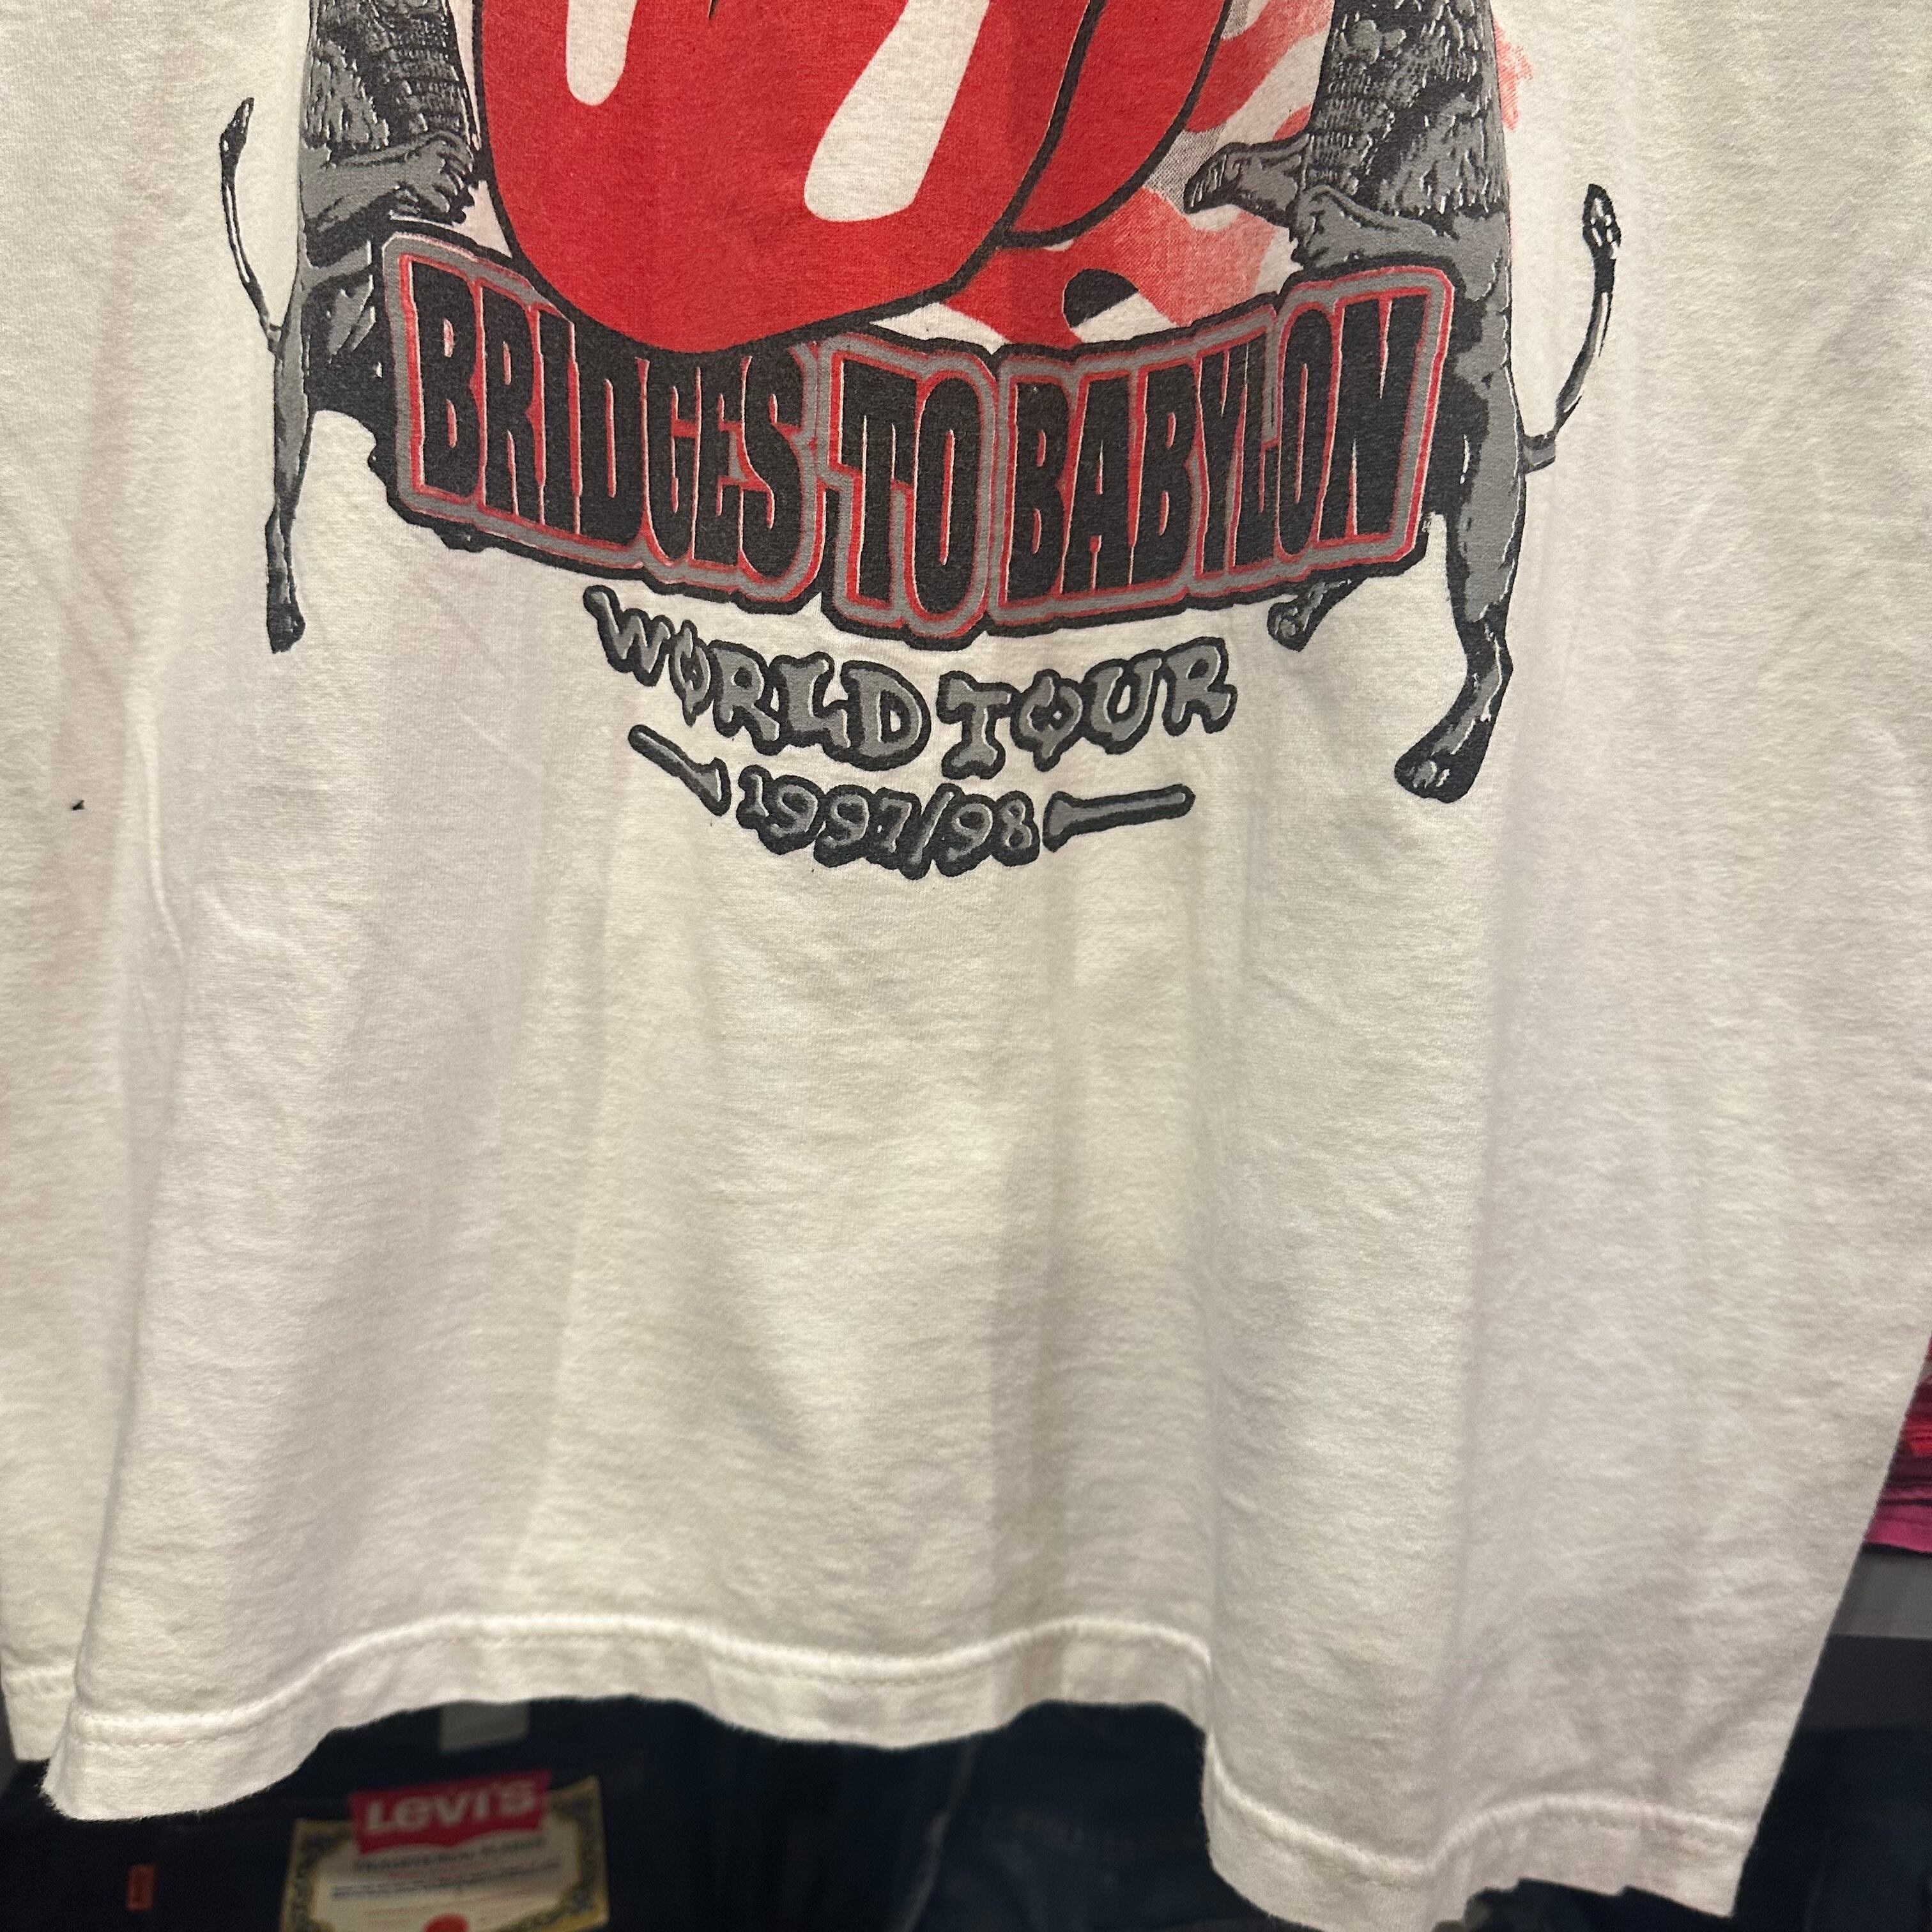 BRIDGES TO BABYLON
WORLD TOUR
1997/98
Levi's